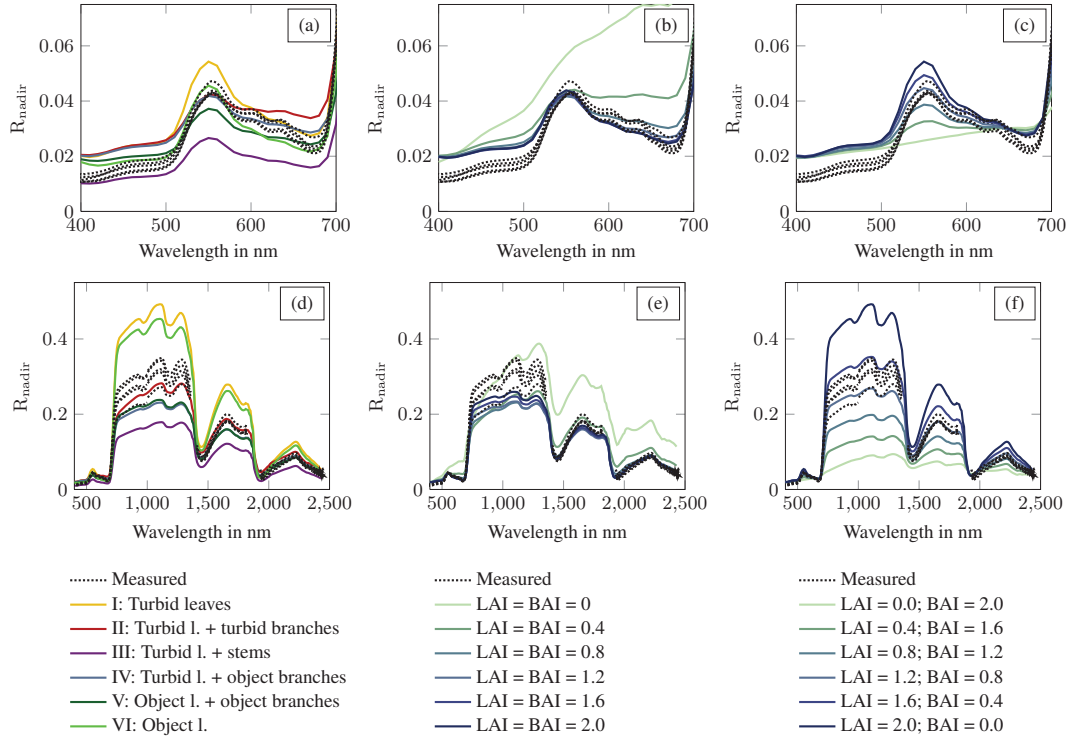 (a)
0.06
0.04
0.02
0
R_nadir
400 500 600 700
Wavelength in nm
(b)
0.06
0.04
0.02
0
R_nadir
400 500 600 700
Wavelength in nm
(c)
0.06
0.04
0.02
0
R_nadir
400 500 600 700
Wavelength in nm
(d)
0.4
0.2
0
R_nadir
500 1,000 1,500 2,000 2,500
Wavelength in nm
(e)
0.4
0.2
0
R_nadir
500 1,000 1,500 2,000 2,500
Wavelength in nm
(f)
0.4
0.2
0
R_nadir
500 1,000 1,500 2,000 2,500
Wavelength in nm
Measured
I: Turbid leaves
II: Turbid l. + turbid branches
III: Turbid l. + stems
IV: Turbid l. + object branches
V: Object l. + object branches
VI: Object l.
Measured
LAI = BAI = 0
LAI = BAI = 0.4
LAI = BAI = 0.8
LAI = BAI = 1.2
LAI = BAI = 1.6
LAI = BAI = 2.0
Measured
LAI = 0.0; BAI = 2.0
LAI = 0.4; BAI = 1.6
LAI = 0.8; BAI = 1.2
LAI = 1.2; BAI = 0.8
LAI = 1.6; BAI = 0.4
LAI = 2.0; BAI = 0.0